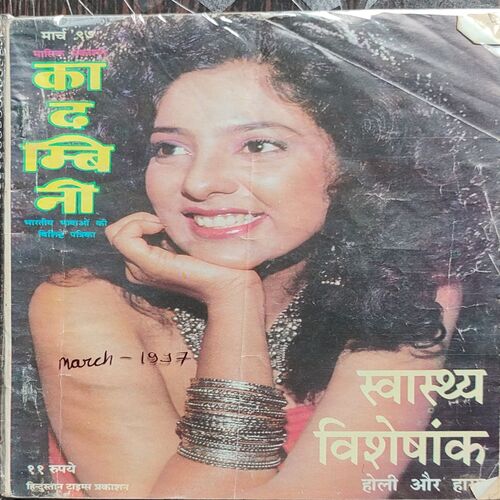 मार्च ९७
मासिक
का
द
म्बि
नी
भारतीय भाषाओं की
विशिष्ट पत्रिका
march - 1997
स्वास्थ्य
विशेषांक
होली और
११ रुपये
हिन्दुस्तान टाइम्स प्रकाशन